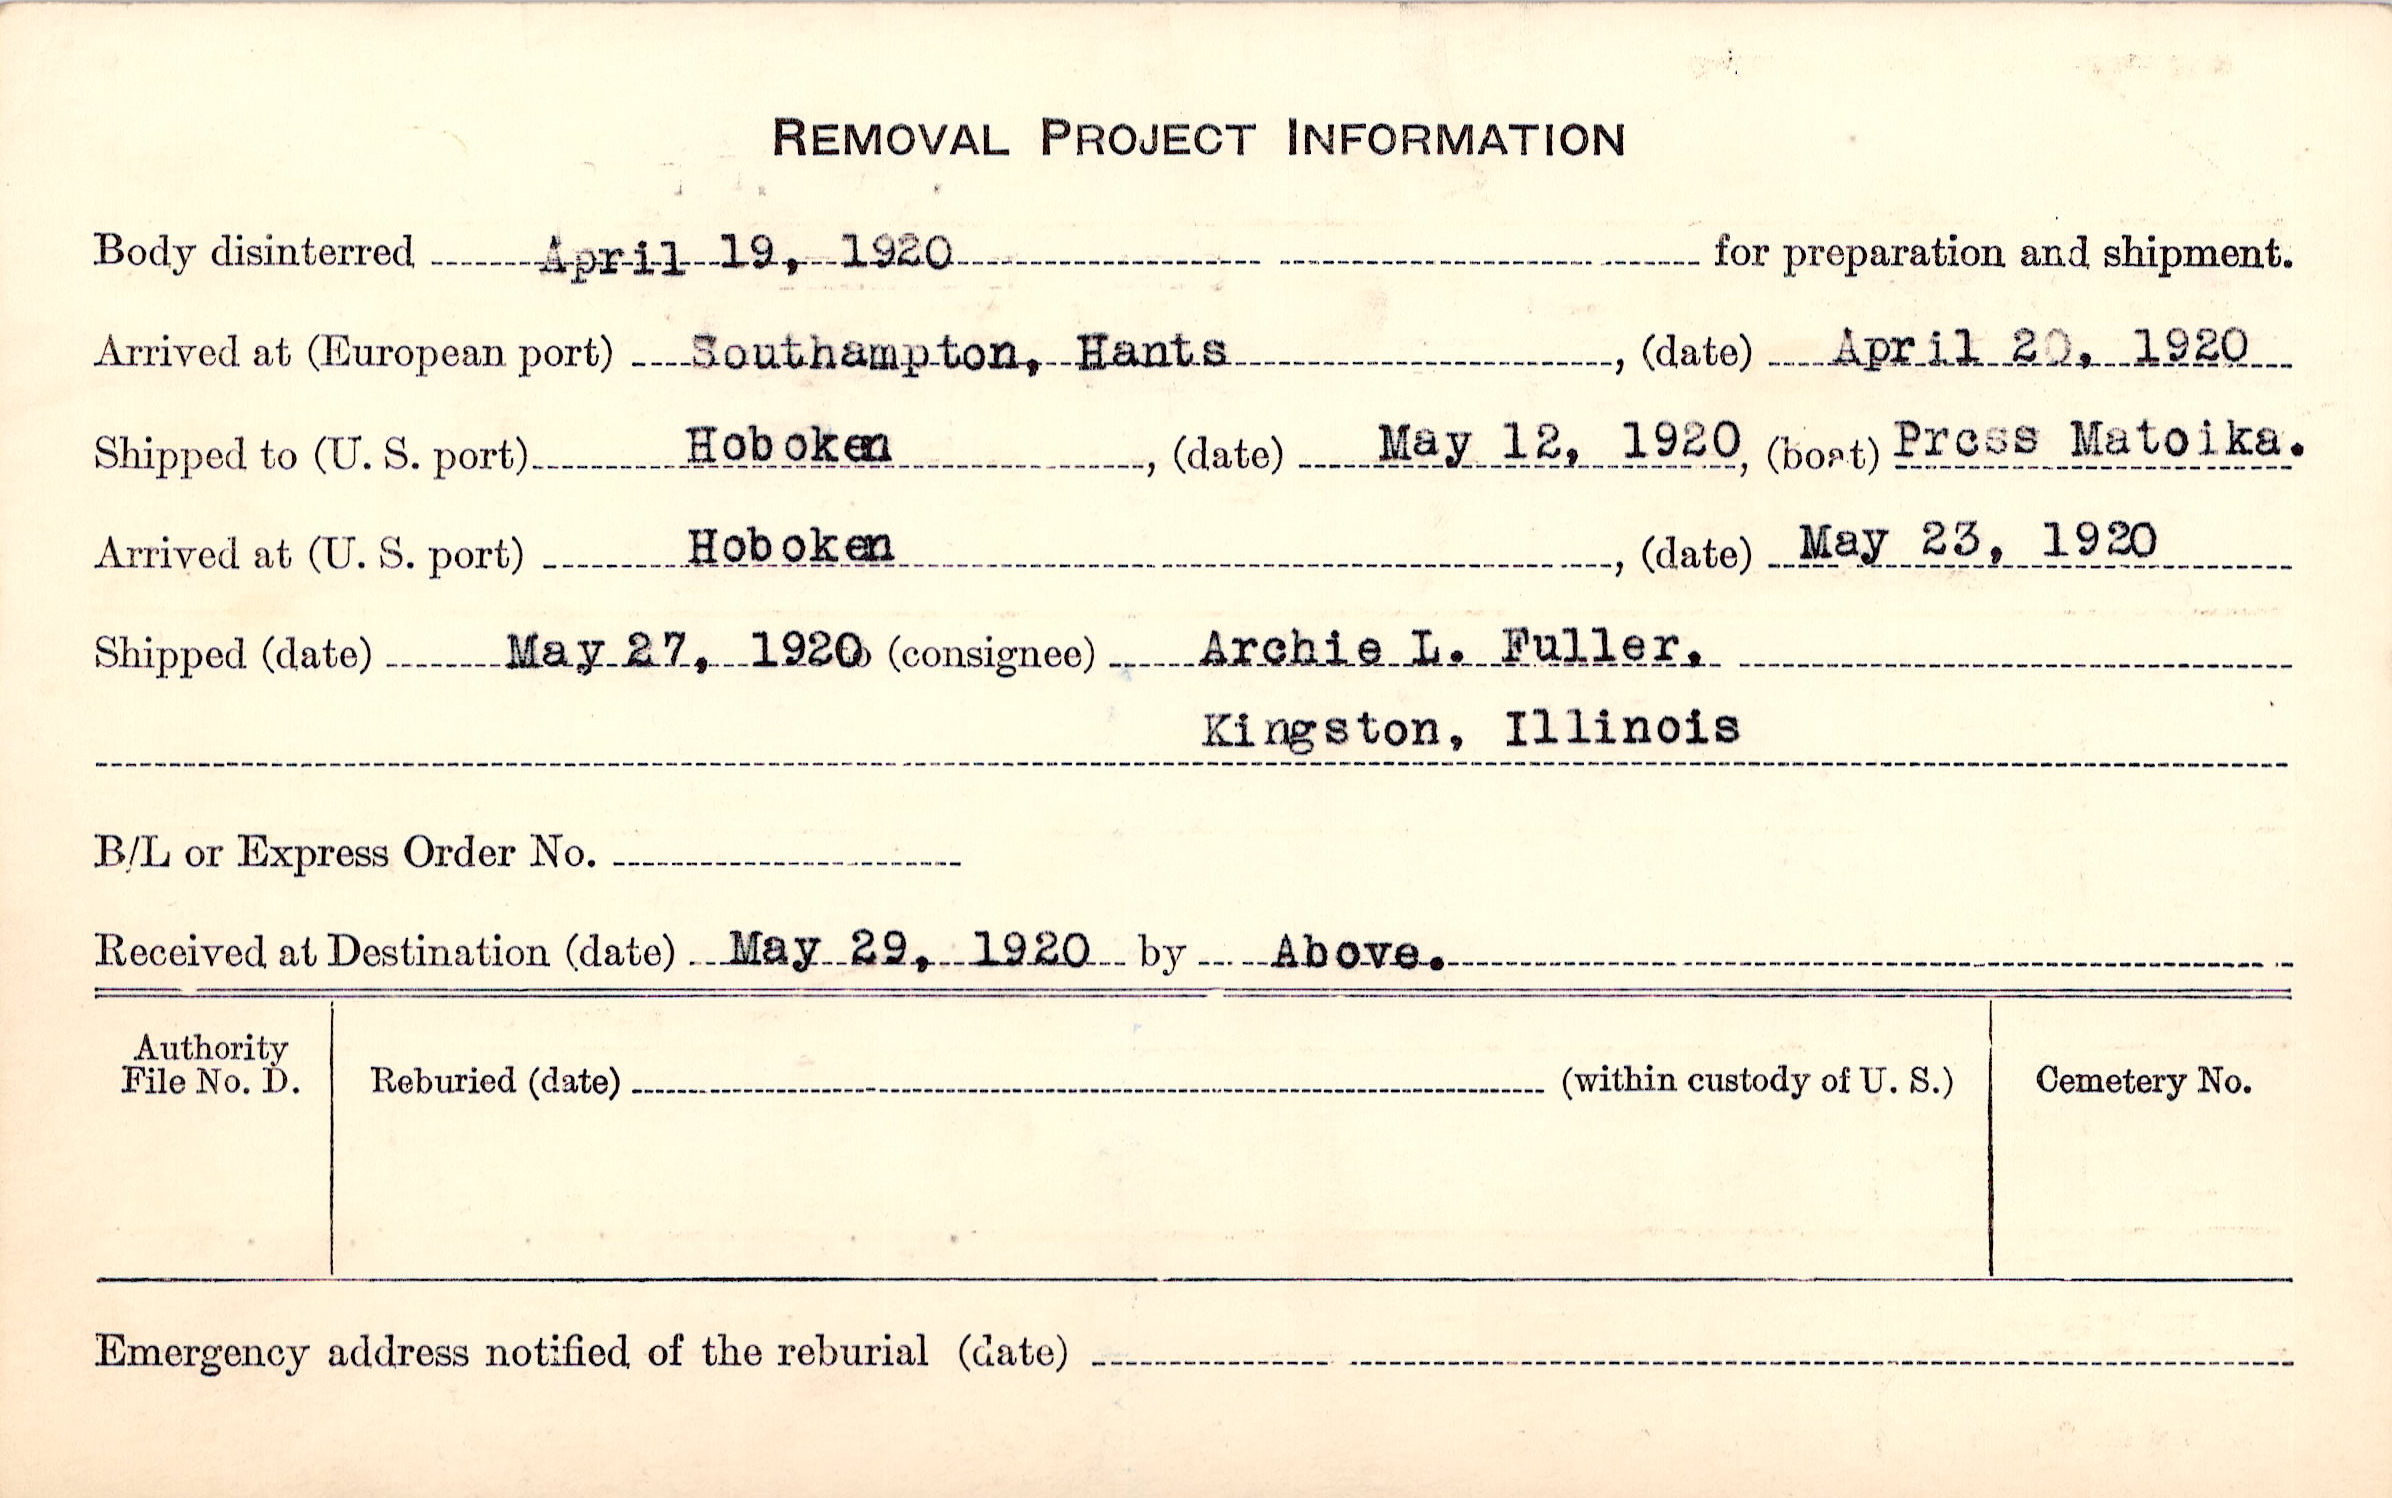 REMOVAL PROJECT INFORMATION
Body disinterred April 19, 1920 for preparation and shipment.
Arrived at (European port) Southampton, Hants, (date) April 20, 1920
Shipped to (U. S. port) Hoboken, (date) May 12, 1920, (boat) Prcss Matoika.
Arrived at (U. S. port) Hoboken, (date) May 23, 1920
Shipped (date) May 27, 1920 (consignee) Archie L. Fuller,
Kingston, Illinois
B/L or Express Order No.
Received at Destination (date) May 29, 1920 by Above.
Authority
File No. D.
Reburied (date) (within custody of U. S.)
Cemetery No.
Emergency address notified of the reburial (date)